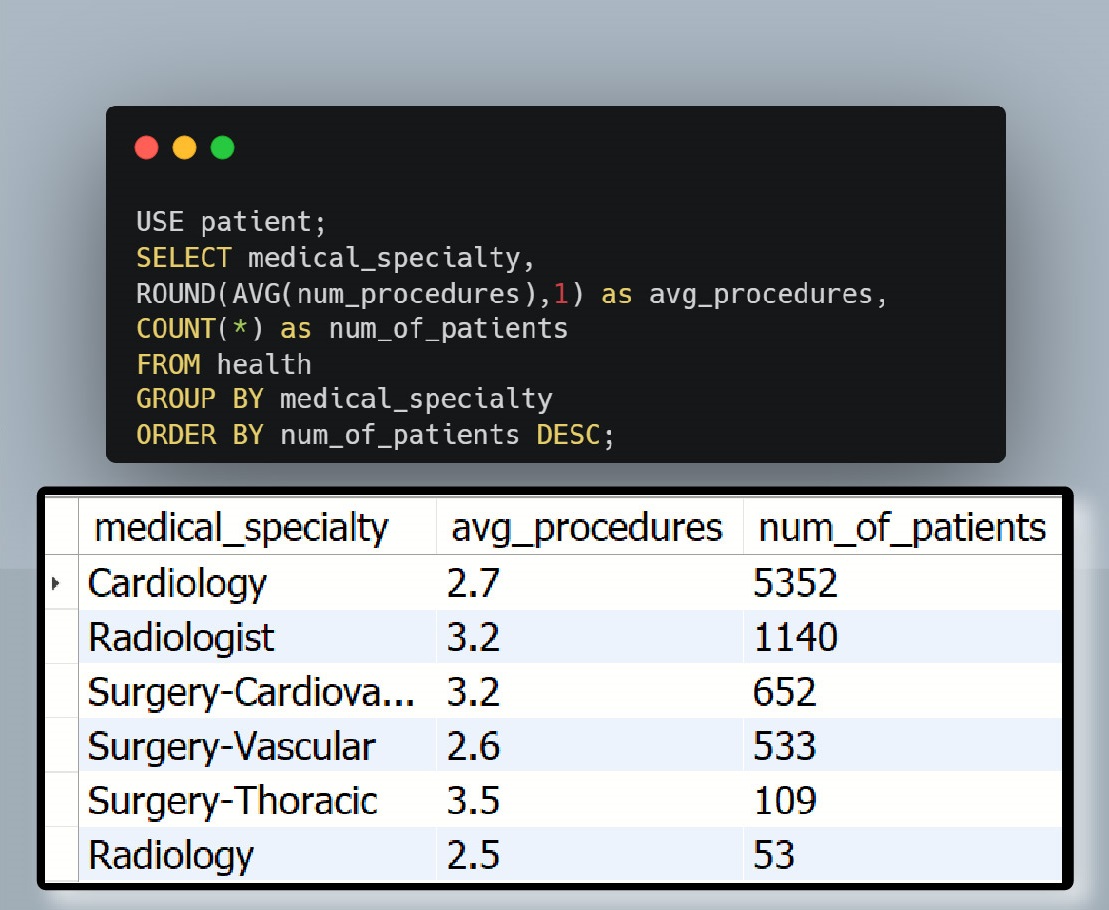 USE patient;
SELECT medical_specialty,
ROUND(AVG(num_procedures),1) as avg_procedures,
COUNT(*) as num_of_patients
FROM health
GROUP BY medical_specialty
ORDER BY num_of_patients DESC;
medical_specialty avg_procedures num_of_patients
Cardiology 2.7 5352
Radiologist 3.2 1140
Surgery-Cardiova... 3.2 652
Surgery-Vascular 2.6 533
Surgery-Thoracic 3.5 109
Radiology 2.5 53